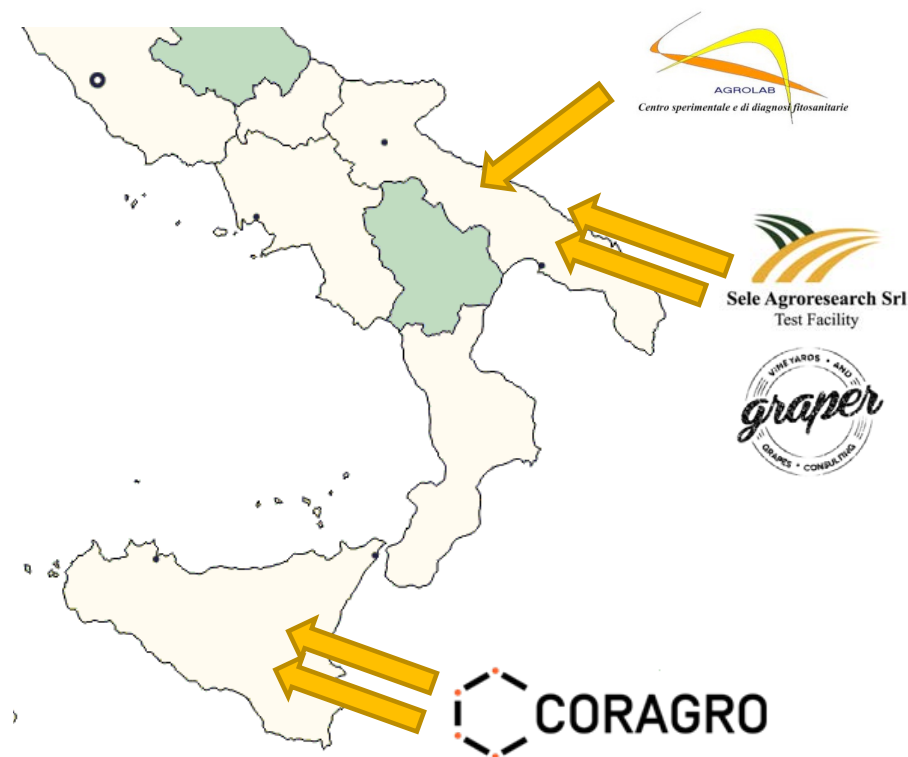 AGROLAB
Centro sperimentale e di diagnosi fitosanitarie
Sele Agroresearch Srl
Test Facility
VINEYARDS • AND
graper
GRAPES • CONSULTING
CORAGRO